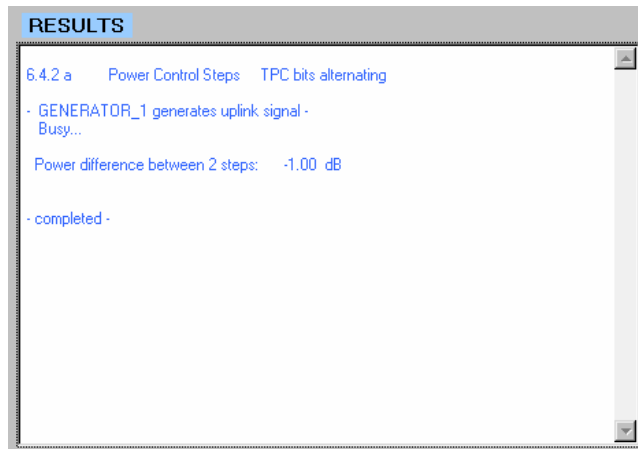 RESULTS
6.4.2 a Power Control Steps TPC bits alternating
- GENERATOR_1 generates uplink signal -
Busy...
Power difference between 2 steps: -1.00 dB
- completed -